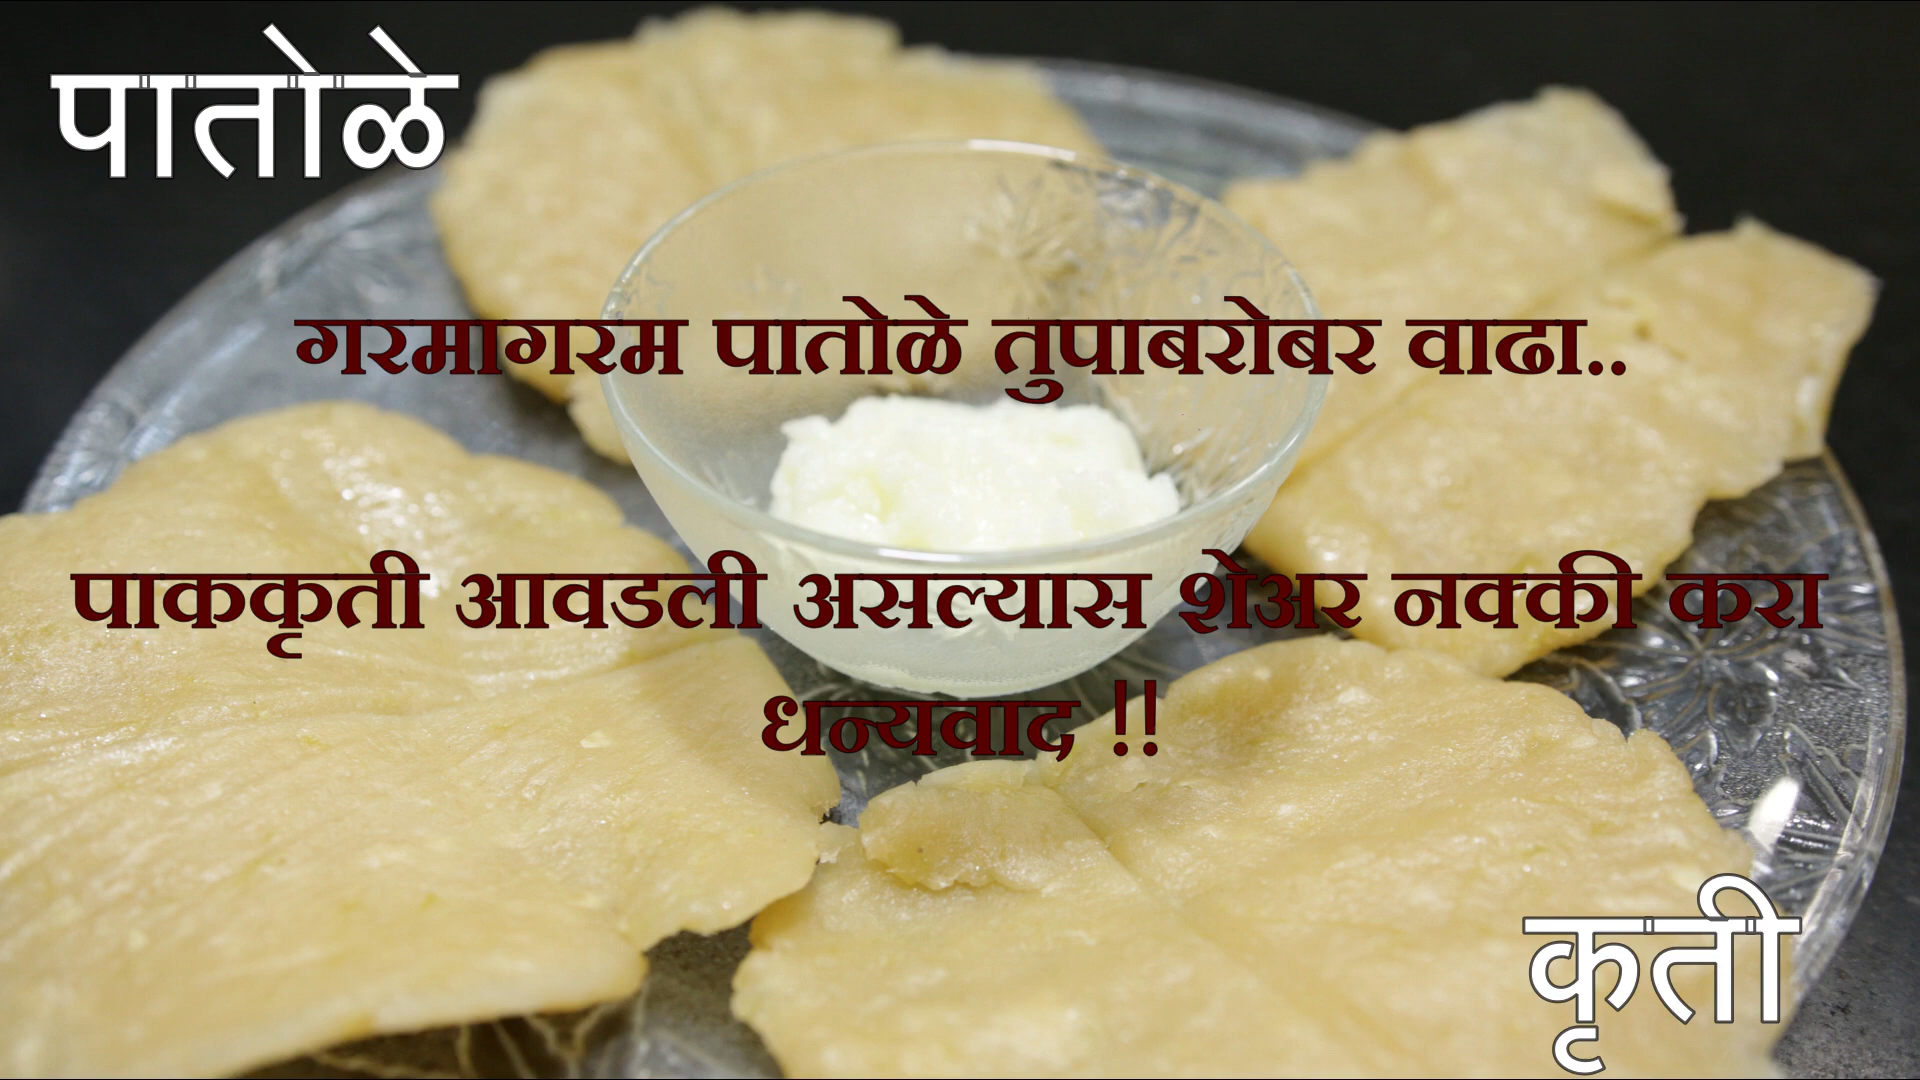 पातोळे
गरमागरम पातोळे तुपाबरोबर वाढा..
पाककृती आवडली असल्यास शेअर नक्की करा
धन्यवाद !!
कृती